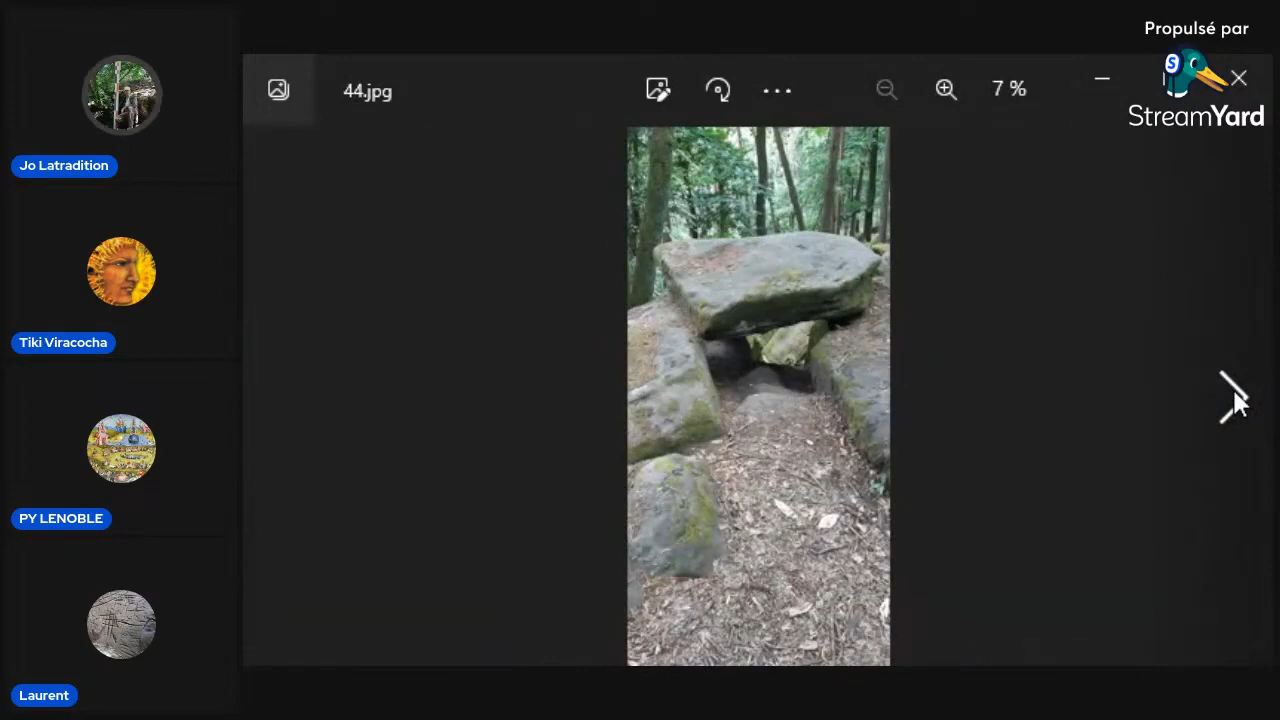 Propulsé par
StreamYard
44.jpg
7 %
Jo Latradition
Tiki Viracocha
PY LENOBLE
Laurent